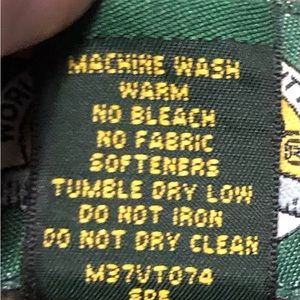 MACHINE WASH
WARM
NO BLEACH
NO FABRIC
SOFTENERS
TUMBLE DRY LOW
DO NOT IRON
DO NOT DRY CLEAN
M37VT074